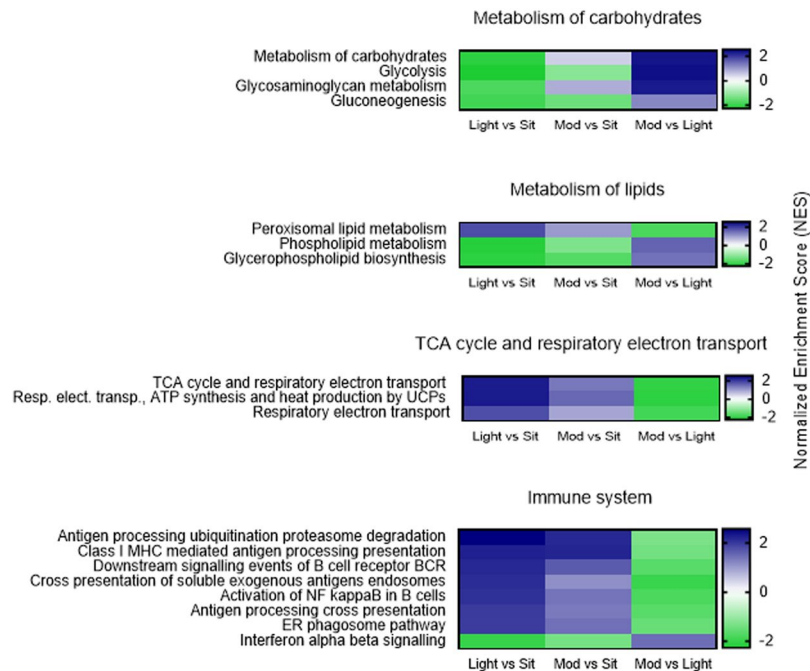 Metabolism of carbohydrates
Metabolism of carbohydrates
Glycolysis
Glycosaminoglycan metabolism
Gluconeogenesis
2
0
-2
Light vs Sit Mod vs Sit Mod vs Light
Metabolism of lipids
Peroxisomal lipid metabolism
Phospholipid metabolism
Glycerophospholipid biosynthesis
2
0
-2
Light vs Sit Mod vs Sit Mod vs Light
TCA cycle and respiratory electron transport
TCA cycle and respiratory electron transport
Resp. elect. transp., ATP synthesis and heat production by UCPs
Respiratory electron transport
2
0
-2
Light vs Sit Mod vs Sit Mod vs Light
Immune system
Antigen processing ubiquitination proteasome degradation
Class I MHC mediated antigen processing presentation
Downstream signalling events of B cell receptor BCR
Cross presentation of soluble exogenous antigens endosomes
Activation of NF kappaB in B cells
Antigen processing cross presentation
ER phagosome pathway
Interferon alpha beta signalling
2
0
-2
Light vs Sit Mod vs Sit Mod vs Light
Normalized Enrichment Score (NES)